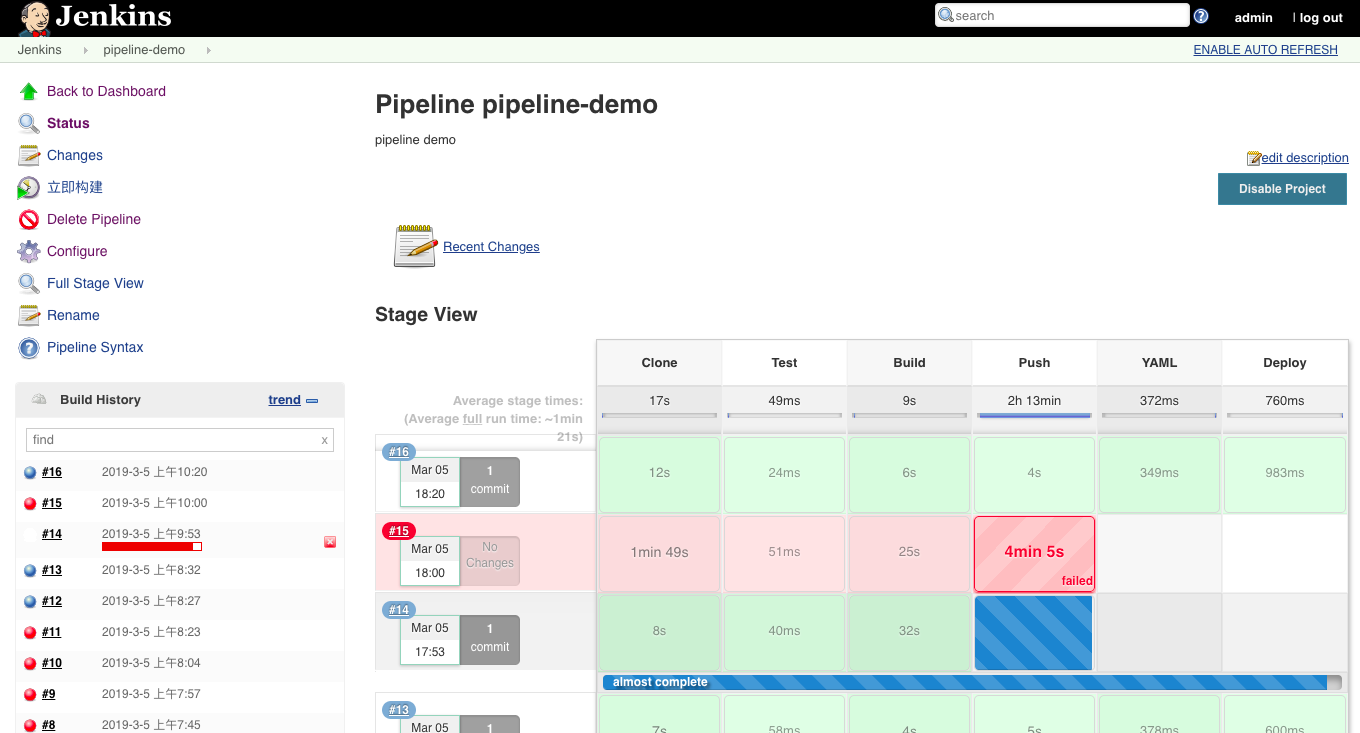 Jenkins
search
admin
| log out
Jenkins
pipeline-demo
ENABLE AUTO REFRESH
Back to Dashboard
Status
Changes
立即构建
Delete Pipeline
Configure
Full Stage View
Rename
Pipeline Syntax
Build History
trend
find
x
#16 2019-3-5 上午10:20
#15 2019-3-5 上午10:00
#14 2019-3-5 上午9:53
#13 2019-3-5 上午8:32
#12 2019-3-5 上午8:27
#11 2019-3-5 上午8:23
#10 2019-3-5 上午8:04
#9 2019-3-5 上午7:57
#8 2019-3-5 上午7:45
Pipeline pipeline-demo
pipeline demo
edit description
Disable Project
Recent Changes
Stage View
Clone Test Build Push YAML Deploy
Average stage times:
(Average full run time: ~1min
21s)
17s 49ms 9s 2h 13min 372ms 760ms
#16
Mar 05
18:20
1
commit
12s 24ms 6s 4s 349ms 983ms
#15
Mar 05
18:00
No
Changes
1min 49s 51ms 25s 4min 5s
failed
#14
Mar 05
17:53
1
commit
8s 40ms 32s
almost complete
#13
Mar 05
1
7s 58ms 4s 5s 378ms 600ms